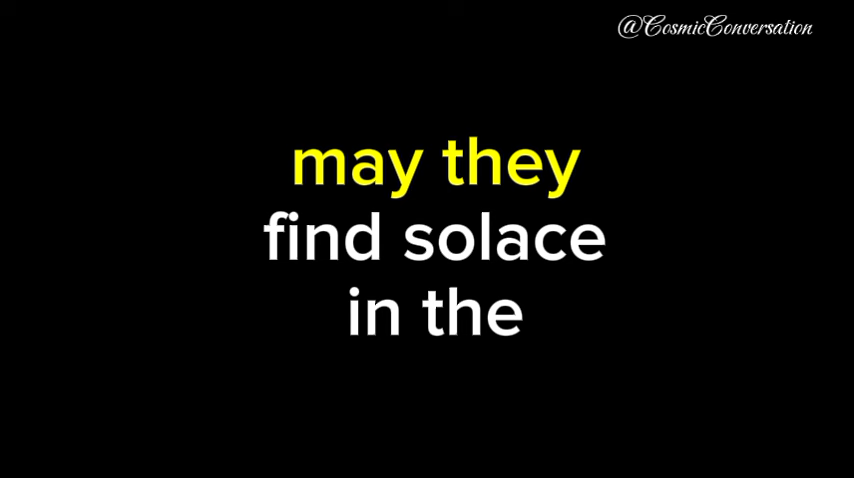 @CosmicConversation
may they
find solace
in the